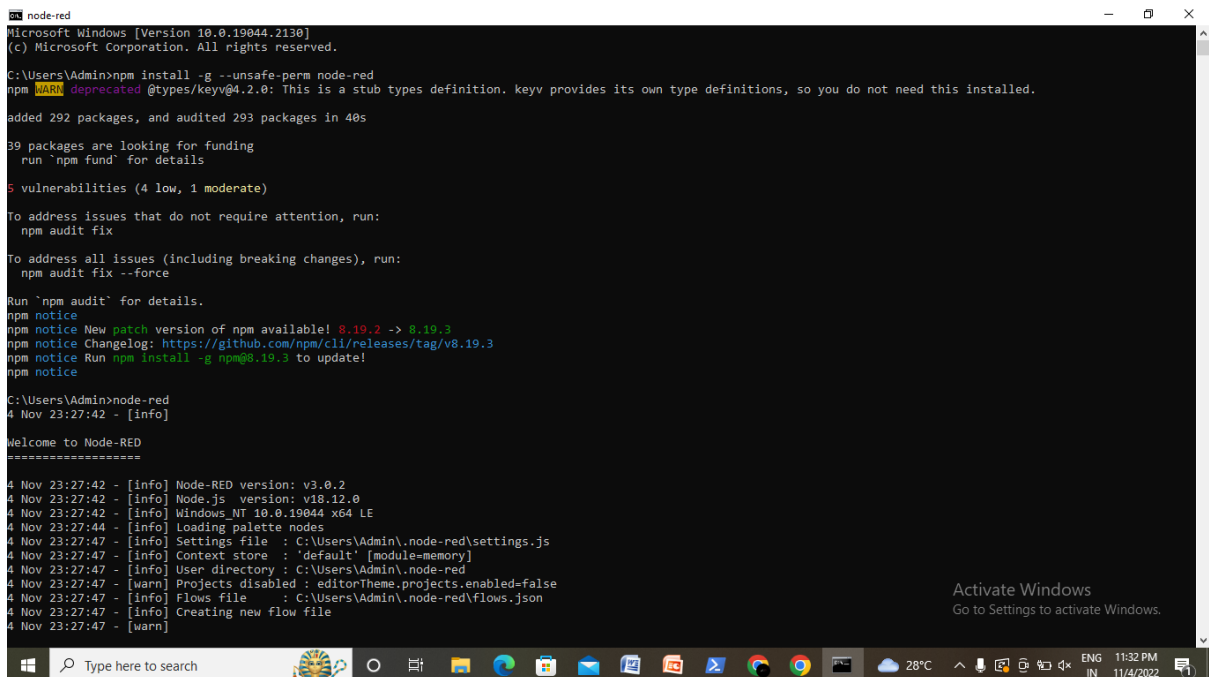 node-red
Microsoft Windows [Version 10.0.19044.2130]
(c) Microsoft Corporation. All rights reserved.
C:\Users\Admin>npm install -g --unsafe-perm node-red
npm WARN deprecated @types/keyv@4.2.0: This is a stub types definition. keyv provides its own type definitions, so you do not need this installed.
added 292 packages, and audited 293 packages in 40s
39 packages are looking for funding
  run `npm fund` for details
5 vulnerabilities (4 low, 1 moderate)
To address issues that do not require attention, run:
  npm audit fix
To address all issues (including breaking changes), run:
  npm audit fix --force
Run `npm audit` for details.
npm notice
npm notice New patch version of npm available! 8.19.2 -> 8.19.3
npm notice Changelog: https://github.com/npm/cli/releases/tag/v8.19.3
npm notice Run npm install -g npm@8.19.3 to update!
npm notice
C:\Users\Admin>node-red
4 Nov 23:27:42 - [info]
Welcome to Node-RED
===================
4 Nov 23:27:42 - [info] Node-RED version: v3.0.2
4 Nov 23:27:42 - [info] Node.js  version: v18.12.0
4 Nov 23:27:42 - [info] Windows_NT 10.0.19044 x64 LE
4 Nov 23:27:44 - [info] Loading palette nodes
4 Nov 23:27:47 - [info] Settings file  : C:\Users\Admin\.node-red\settings.js
4 Nov 23:27:47 - [info] Context store  : 'default' [module=memory]
4 Nov 23:27:47 - [info] User directory : C:\Users\Admin\.node-red
4 Nov 23:27:47 - [warn] Projects disabled : editorTheme.projects.enabled=false
4 Nov 23:27:47 - [info] Flows file     : C:\Users\Admin\.node-red\flows.json
4 Nov 23:27:47 - [info] Creating new flow file
4 Nov 23:27:47 - [warn]
Activate Windows
Go to Settings to activate Windows.
Type here to search
28°C
ENG
IN
11:32 PM
11/4/2022
1